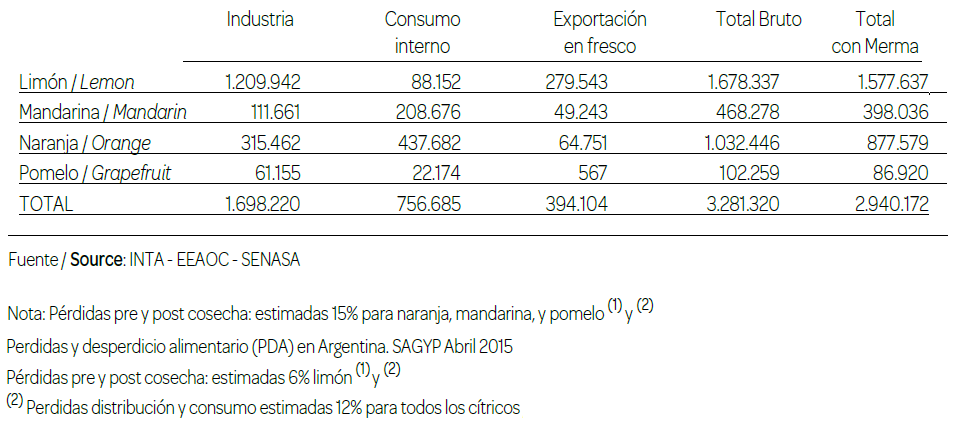 Industria Consumo interno Exportación en fresco Total Bruto Total con Merma
Limón / Lemon 1.209.942 88.152 279.543 1.678.337 1.577.637
Mandarina / Mandarin 111.661 208.676 49.243 468.278 398.036
Naranja / Orange 315.462 437.682 64.751 1.032.446 877.579
Pomelo / Grapefruit 61.155 22.174 567 102.259 86.920
TOTAL 1.698.220 756.685 394.104 3.281.320 2.940.172
Fuente / Source: INTA - EEAOC - SENASA
Nota: Pérdidas pre y post cosecha: estimadas 15% para naranja, mandarina, y pomelo (1) y (2)
Perdidas y desperdicio alimentario (PDA) en Argentina. SAGYP Abril 2015
Pérdidas pre y post cosecha: estimadas 6% limón (1) y (2)
(2) Perdidas distribución y consumo estimadas 12% para todos los cítricos